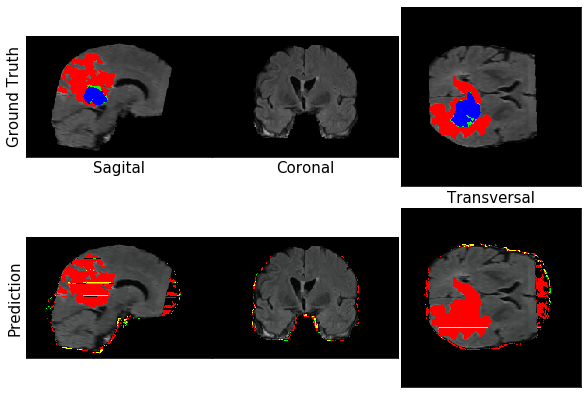 Ground Truth
Sagital
Coronal
Transversal
Prediction